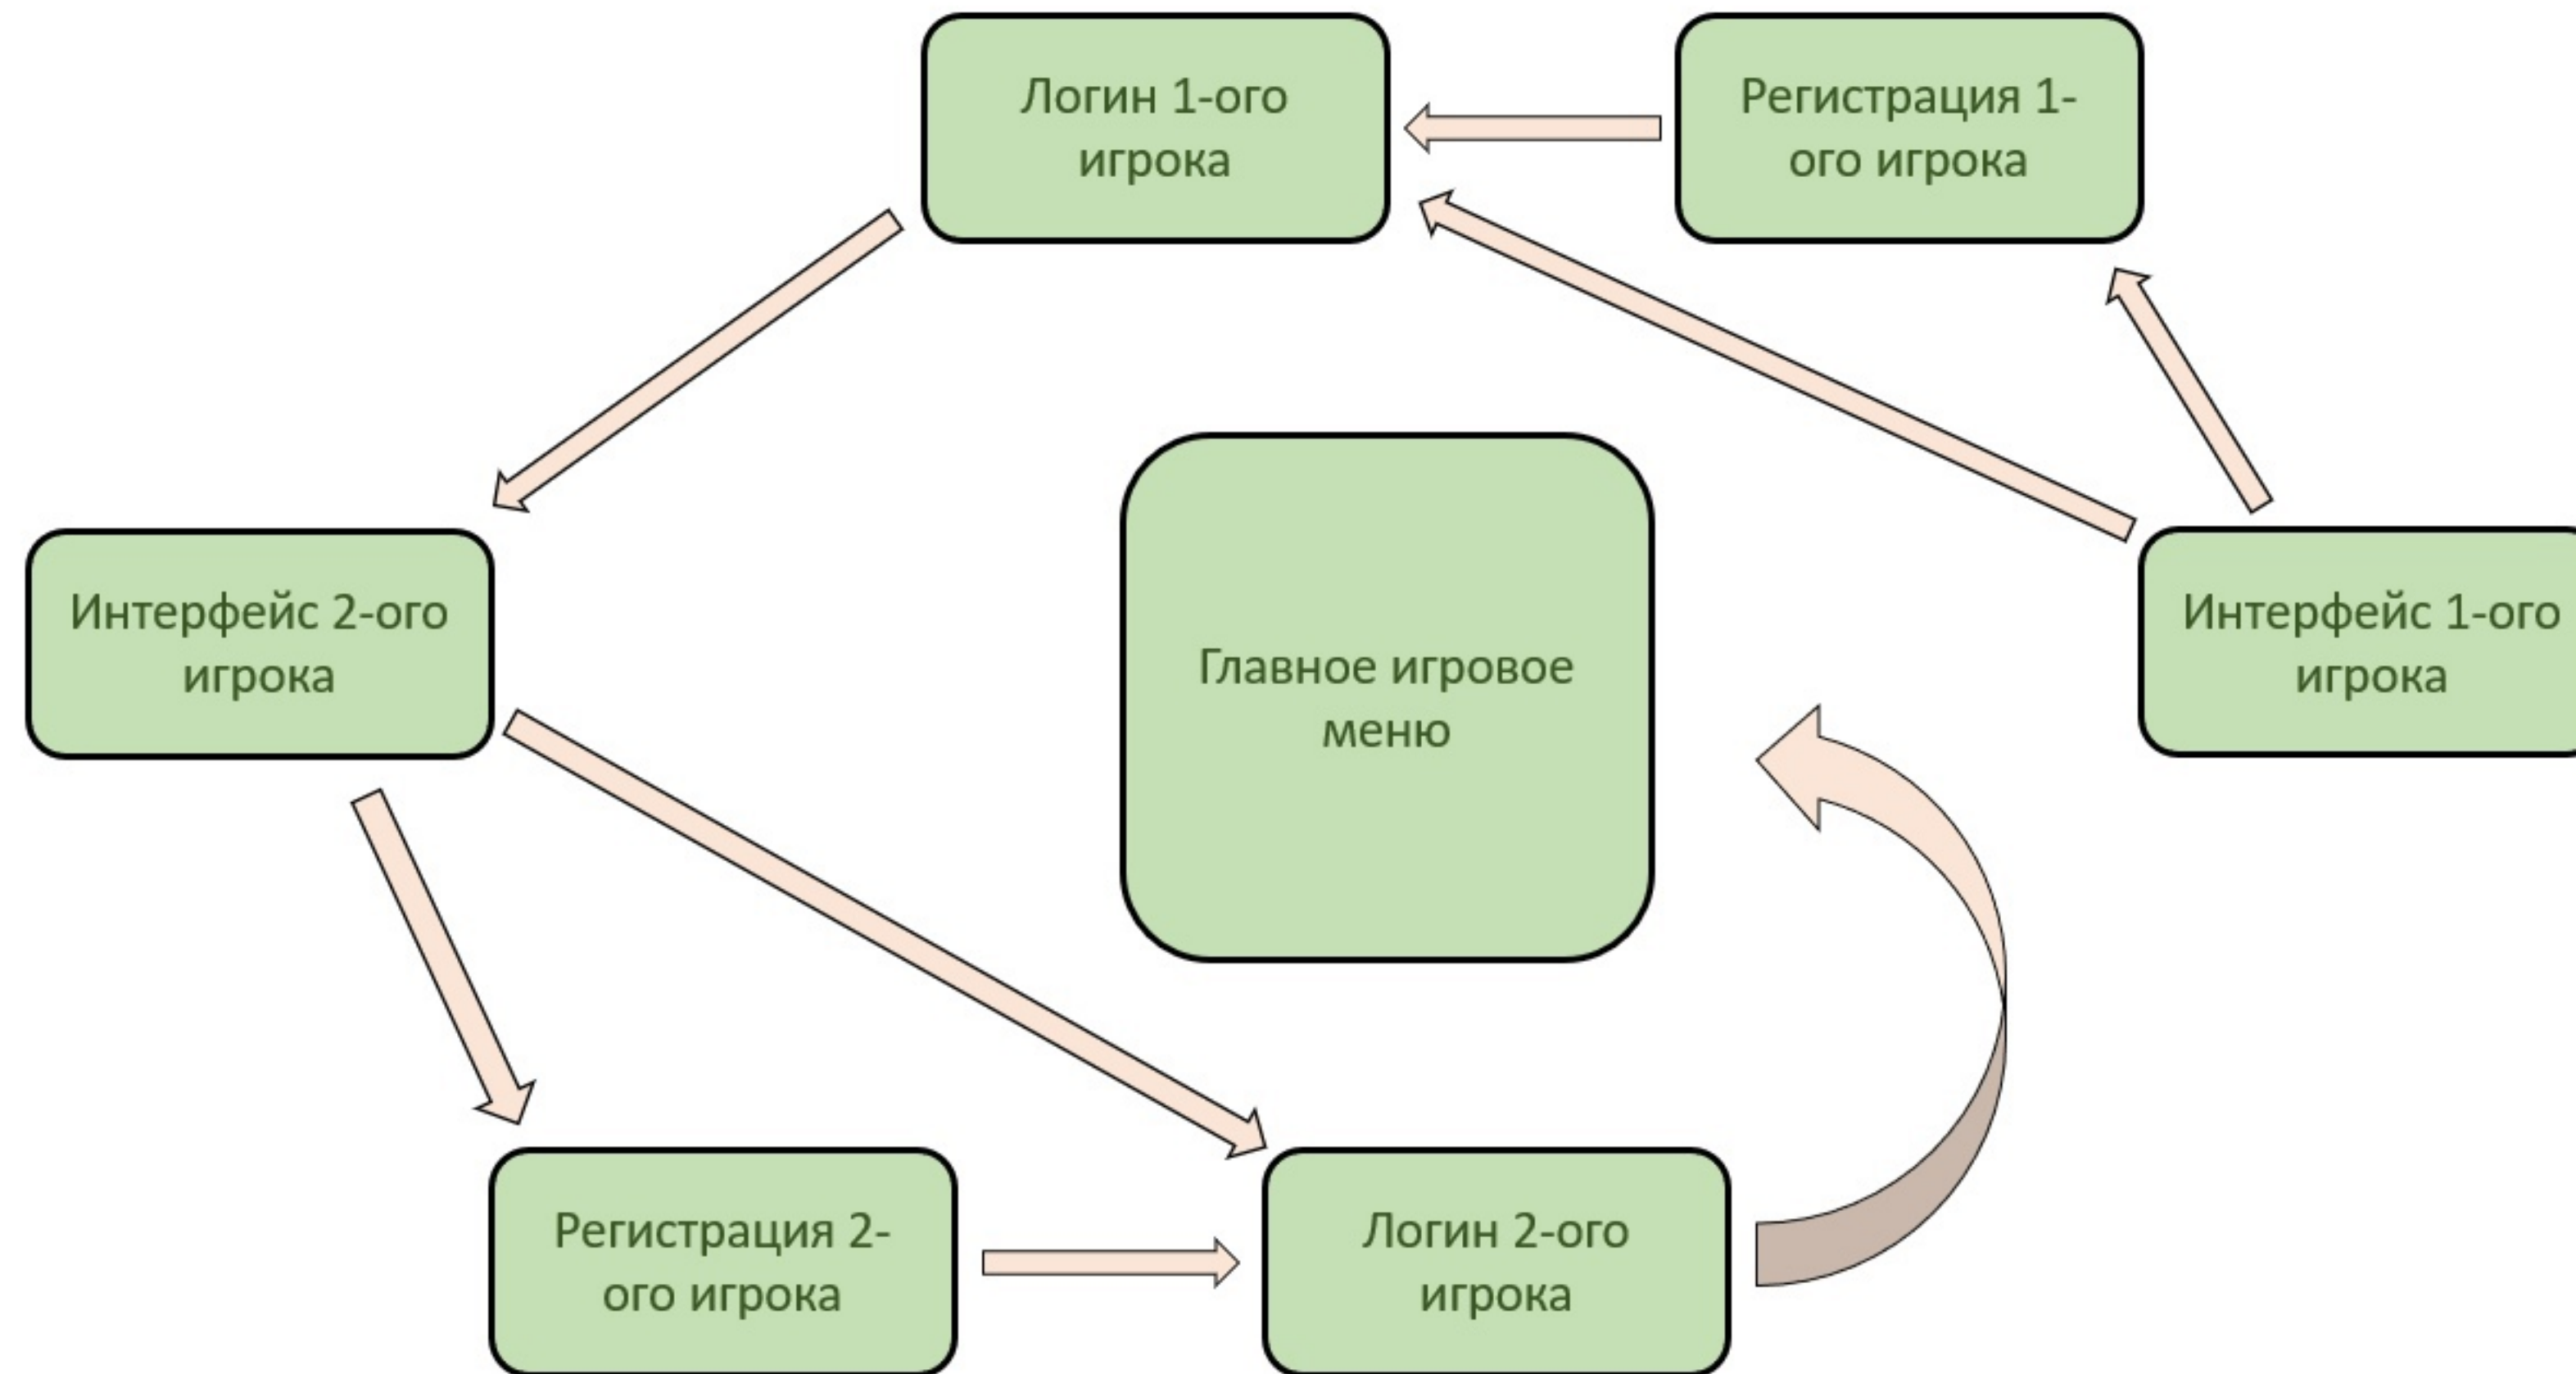 Логин 1-ого
игрока
Регистрация 1-
ого игрока
Интерфейс 2-ого
игрока
Главное игровое
меню
Интерфейс 1-ого
игрока
Регистрация 2-
ого игрока
Логин 2-ого
игрока